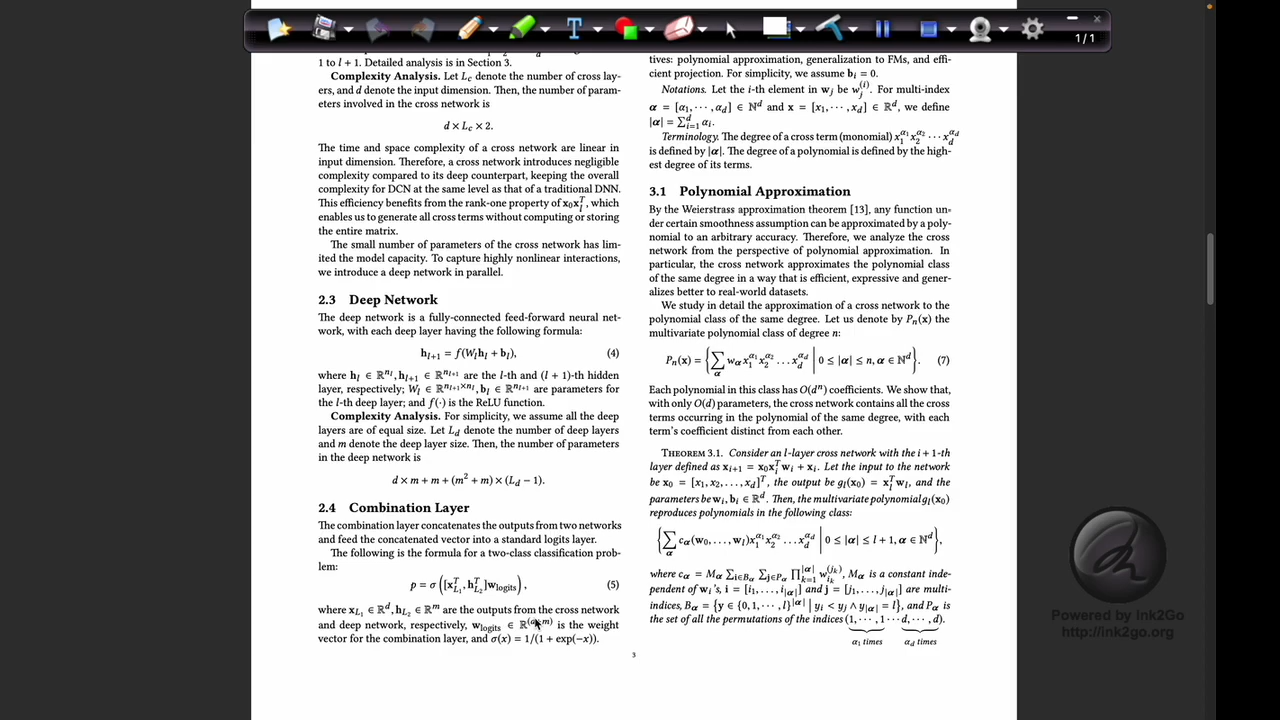 1/1
1 to l + 1. Detailed analysis is in Section 3.
Complexity Analysis. Let L_c denote the number of cross lay-
ers, and d denote the input dimension. Then, the number of param-
eters involved in the cross network is
d × L_c × 2.
The time and space complexity of a cross network are linear in
input dimension. Therefore, a cross network introduces negligible
complexity compared to its deep counterpart, keeping the overall
complexity for DCN at the same level as that of a traditional DNN.
This efficiency benefits from the rank-one property of x_0x_l^T, which
enables us to generate all cross terms without computing or storing
the entire matrix.
The small number of parameters of the cross network has lim-
ited the model capacity. To capture highly nonlinear interactions,
we introduce a deep network in parallel.
2.3 Deep Network
The deep network is a fully-connected feed-forward neural net-
work, with each deep layer having the following formula:
h_{l+1} = f(W_l h_l + b_l), (4)
where h_l ∈ ℝ^{n_l}, h_{l+1} ∈ ℝ^{n_{l+1}} are the l-th and (l + 1)-th hidden
layer, respectively; W_l ∈ ℝ^{n_{l+1}×n_l}, b_l ∈ ℝ^{n_{l+1}} are parameters for
the l-th deep layer; and f(·) is the ReLU function.
Complexity Analysis. For simplicity, we assume all the deep
layers are of equal size. Let L_d denote the number of deep layers
and m denote the deep layer size. Then, the number of parameters
in the deep network is
d × m + m + (m² + m) × (L_d − 1).
2.4 Combination Layer
The combination layer concatenates the outputs from two networks
and feed the concatenated vector into a standard logits layer.
The following is the formula for a two-class classification prob-
lem:
p = σ([x_{L_1}^T, h_{L_2}^T]w_{logits}), (5)
where x_{L_1} ∈ ℝ^d, h_{L_2} ∈ ℝ^m are the outputs from the cross network
and deep network, respectively, w_{logits} ∈ ℝ is the weight
vector for the combination layer, and σ(x) = 1/(1 + exp(−x)).
tives: polynomial approximation, generalization to FMs, and effi-
cient projection. For simplicity, we assume b_i = 0.
Notations. Let the i-th element in w_j be w_j^{(i)}. For multi-index
α = [α_1, · · · , α_d] ∈ ℕ^d and x = [x_1, · · · , x_d] ∈ ℝ^d, we define
|α| = ∑_{i=1}^d α_i.
Terminology. The degree of a cross term (monomial) x_1^{α_1} x_2^{α_2} · · · x_d^{α_d}
is defined by |α|. The degree of a polynomial is defined by the high-
est degree of its terms.
3.1 Polynomial Approximation
By the Weierstrass approximation theorem [13], any function un-
der certain smoothness assumption can be approximated by a poly-
nomial to an arbitrary accuracy. Therefore, we analyze the cross
network from the perspective of polynomial approximation. In
particular, the cross network approximates the polynomial class
of the same degree in a way that is efficient, expressive and gener-
alizes better to real-world datasets.
We study in detail the approximation of a cross network to the
polynomial class of the same degree. Let us denote by P_n(x) the
multivariate polynomial class of degree n:
P_n(x) = {∑_α w_α x_1^{α_1} x_2^{α_2} . . . x_d^{α_d} | 0 ≤ |α| ≤ n, α ∈ ℕ^d}. (7)
Each polynomial in this class has O(d^n) coefficients. We show that,
with only O(d) parameters, the cross network contains all the cross
terms occurring in the polynomial of the same degree, with each
term's coefficient distinct from each other.
Theorem 3.1. Consider an l-layer cross network with the i + 1-th
layer defined as x_{i+1} = x_0x_i^T w_i + x_i. Let the input to the network
be x_0 = [x_1, x_2, . . . , x_d]^T, the output be g_l(x_0) = x_l^T w_l, and the
parameters be w_i, b_i ∈ ℝ^d. Then, the multivariate polynomial g_l(x_0)
reproduces polynomials in the following class:
{∑_α c_α(w_0, . . . , w_l)x_1^{α_1} x_2^{α_2} . . . x_d^{α_d} | 0 ≤ |α| ≤ l + 1, α ∈ ℕ^d},
where c_α = M_α ∑_{i∈B_α} ∑_{j∈P_α} ∏_{k=1}^{|α|} w_{i_k}^{(j_k)}, M_α is a constant inde-
pendent of w_i's, i = [i_1, . . . , i_{|α|}] and j = [j_1, . . . , j_{|α|}] are multi-
indices, B_α = {y ∈ {0, 1, · · · , l}^{|α|} | y_i < y_j ∧ y_{|α|} = l}, and P_α is
the set of all the permutations of the indices (1, · · · , 1 · · · d, · · · , d).
α_1 times α_d times
3
Powered by Ink2Go
http://ink2go.org